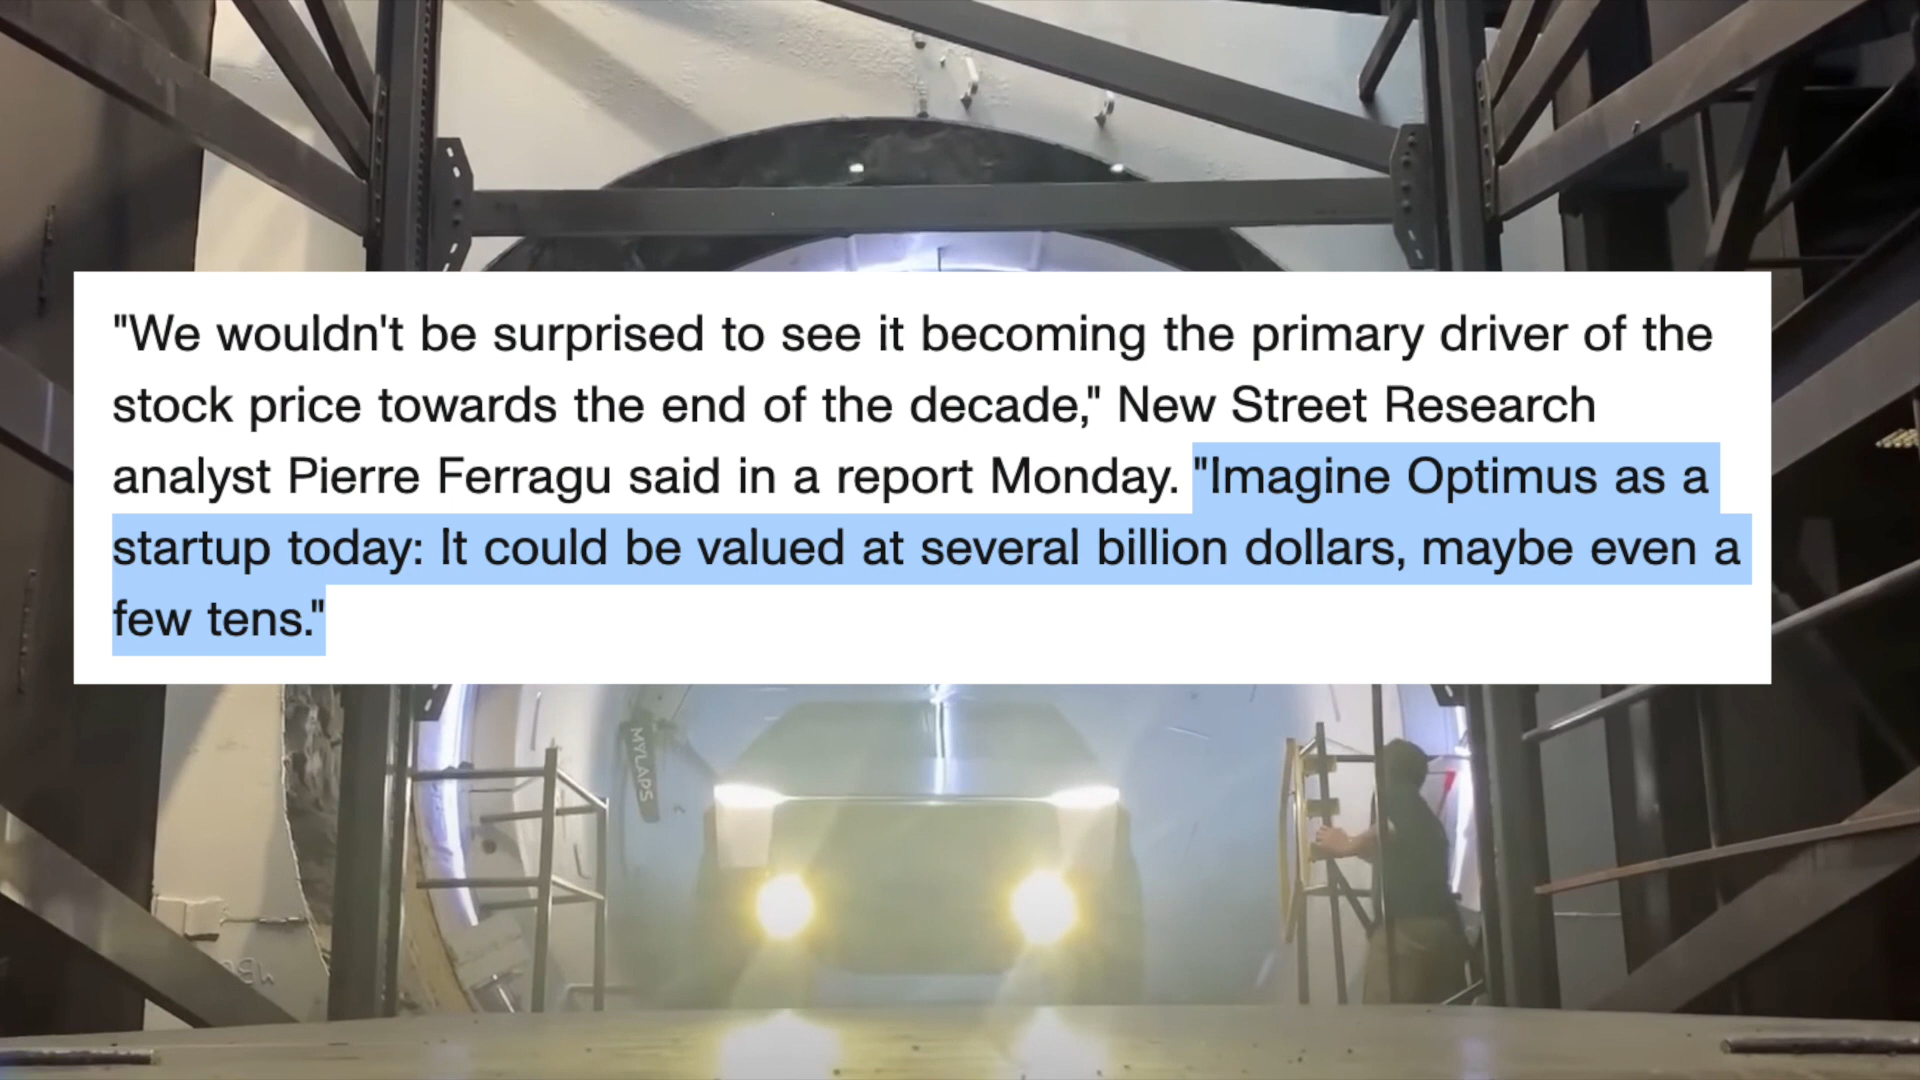 "We wouldn't be surprised to see it becoming the primary driver of the
stock price towards the end of the decade," New Street Research
analyst Pierre Ferragu said in a report Monday. "Imagine Optimus as a
startup today: It could be valued at several billion dollars, maybe even a
few tens."
MYLAPS